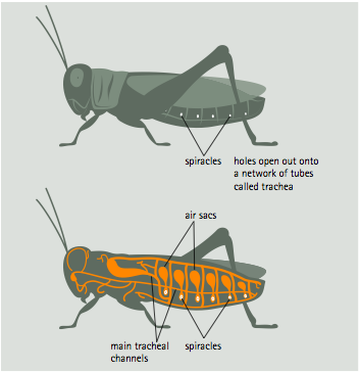 spiracles
holes open out onto
a network of tubes
called trachea
air sacs
main tracheal
channels
spiracles